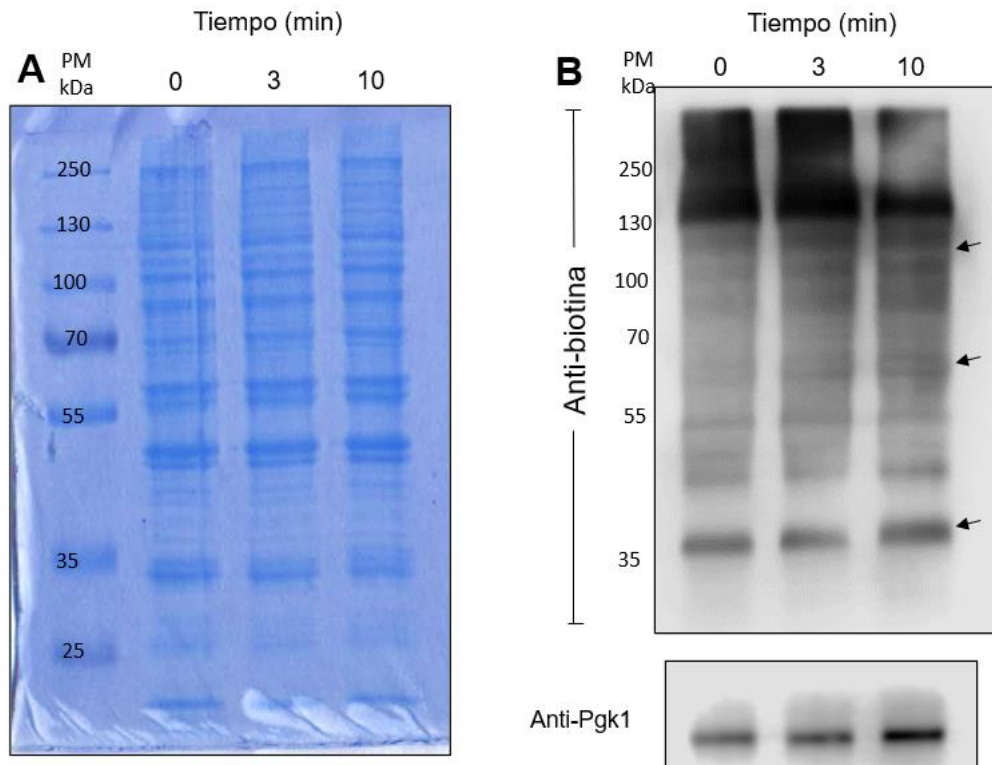 Tiempo (min)
A
PM
kDa
0
3
10
250
130
100
70
55
35
25
Tiempo (min)
B
PM
kDa
0
3
10
250
130
100
70
55
35
Anti-biotina
Anti-Pgk1